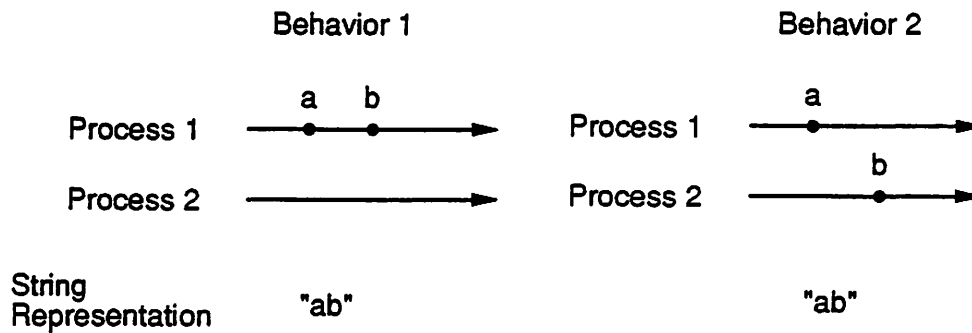 Behavior 1 Behavior 2
a b a
Process 1 Process 1
b
Process 2 Process 2
String
Representation "ab" "ab"